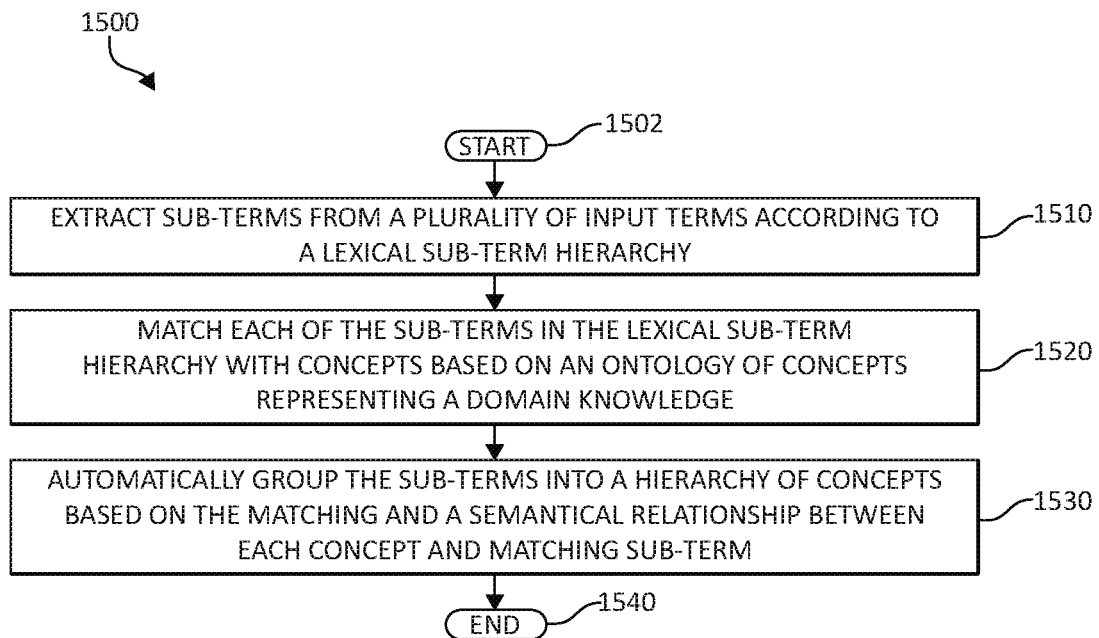 1500
1502
START
EXTRACT SUB-TERMS FROM A PLURALITY OF INPUT TERMS ACCORDING TO
A LEXICAL SUB-TERM HIERARCHY
1510
MATCH EACH OF THE SUB-TERMS IN THE LEXICAL SUB-TERM
HIERARCHY WITH CONCEPTS BASED ON AN ONTOLOGY OF CONCEPTS
REPRESENTING A DOMAIN KNOWLEDGE
1520
AUTOMATICALLY GROUP THE SUB-TERMS INTO A HIERARCHY OF CONCEPTS
BASED ON THE MATCHING AND A SEMANTICAL RELATIONSHIP BETWEEN
EACH CONCEPT AND MATCHING SUB-TERM
1530
1540
END